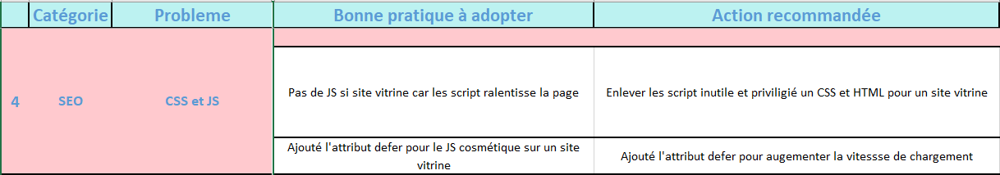 Catégorie Probleme Bonne pratique à adopter Action recommandée
4 SEO CSS et JS
Pas de JS si site vitrine car les script ralentisse la page
Enlever les script inutile et priviligié un CSS et HTML pour un site vitrine
Ajouté l'attribut defer pour le JS cosmétique sur un site
vitrine
Ajouté l'attribut defer pour augementer la vitessse de chargement